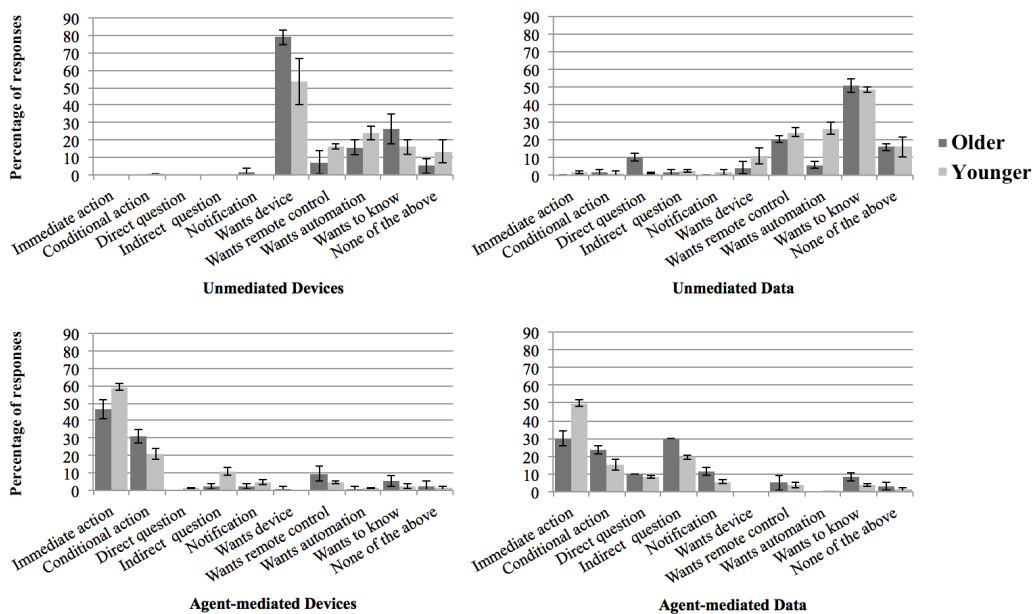 Percentage of responses
90
80
70
60
50
40
30
20
10
0
Immediate action
Conditional action
Direct question
Indirect question
Notification
Wants device
Wants remote control
Wants automation
Wants to know
None of the above
Unmediated Devices
90
80
70
60
50
40
30
20
10
0
Immediate action
Conditional action
Direct question
Indirect question
Notification
Wants device
Wants remote control
Wants automation
Wants to know
None of the above
Unmediated Data
Older
Younger
Percentage of responses
90
80
70
60
50
40
30
20
10
0
Immediate action
Conditional action
Direct question
Indirect question
Notification
Wants device
Wants remote control
Wants automation
Wants to know
None of the above
Agent-mediated Devices
90
80
70
60
50
40
30
20
10
0
Immediate action
Conditional action
Direct question
Indirect question
Notification
Wants device
Wants remote control
Wants automation
Wants to know
None of the above
Agent-mediated Data